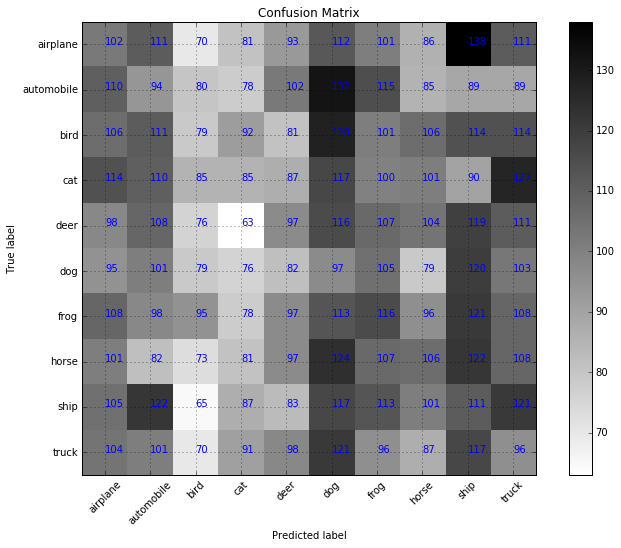 Confusion Matrix
airplane 102 111 70 81 93 112 101 86 138 111
automobile 110 94 80 78 102 132 115 85 89 89
bird 106 111 79 92 81 101 106 114 114
cat 114 110 85 85 87 117 100 101 90 127
deer 98 108 76 63 97 116 107 104 119 111
dog 95 101 79 76 82 97 105 79 120 103
frog 108 98 95 78 97 113 116 96 121 108
horse 101 82 73 81 97 124 107 106 122 108
ship 105 122 65 87 83 117 113 101 111 121
truck 104 101 70 91 98 121 96 87 117 96
True label
airplane automobile bird cat deer dog frog horse ship truck
Predicted label
130
120
110
100
90
80
70